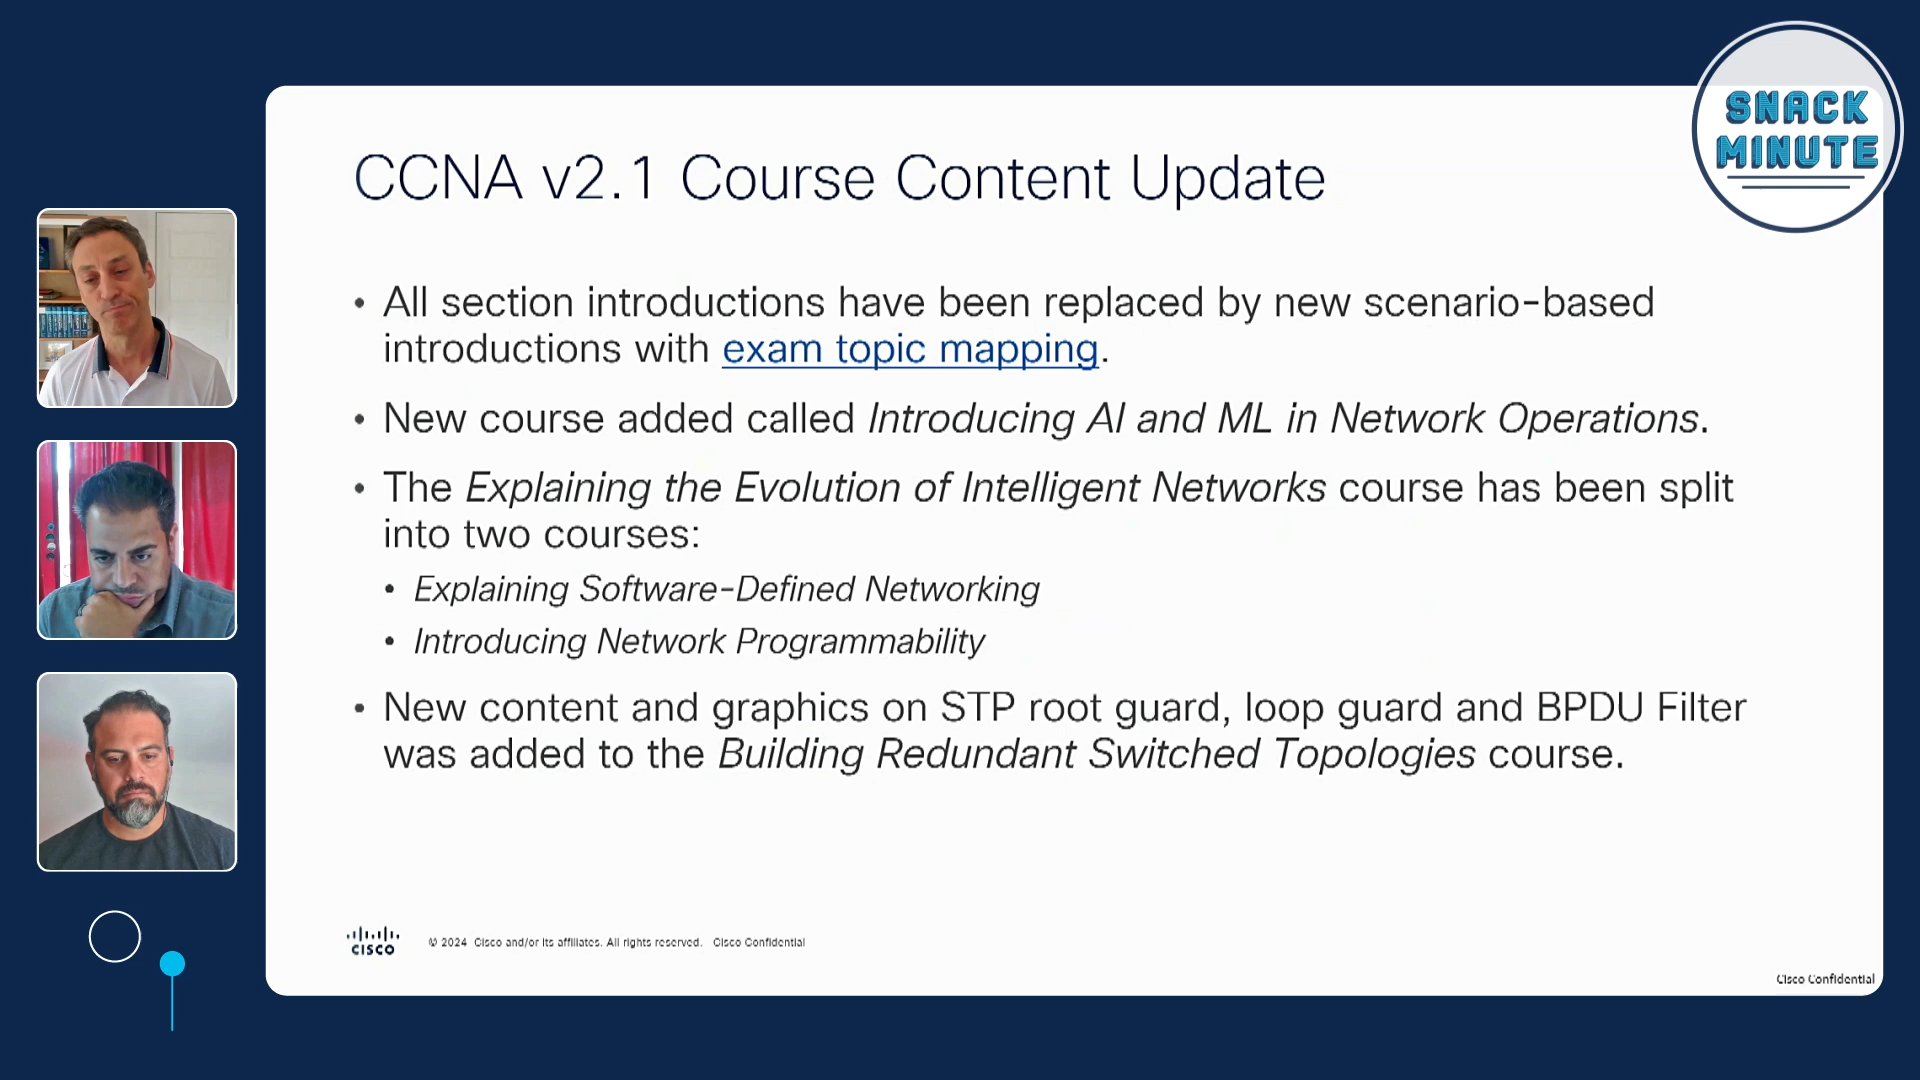 SNACK
MINUTE
CCNA v2.1 Course Content Update
• All section introductions have been replaced by new scenario-based
introductions with exam topic mapping.
• New course added called Introducing AI and ML in Network Operations.
• The Explaining the Evolution of Intelligent Networks course has been split
into two courses:
• Explaining Software-Defined Networking
• Introducing Network Programmability
• New content and graphics on STP root guard, loop guard and BPDU Filter
was added to the Building Redundant Switched Topologies course.
CISCO
© 2024 Cisco and/or its affiliates. All rights reserved. Cisco Confidential
Cisco Confidential